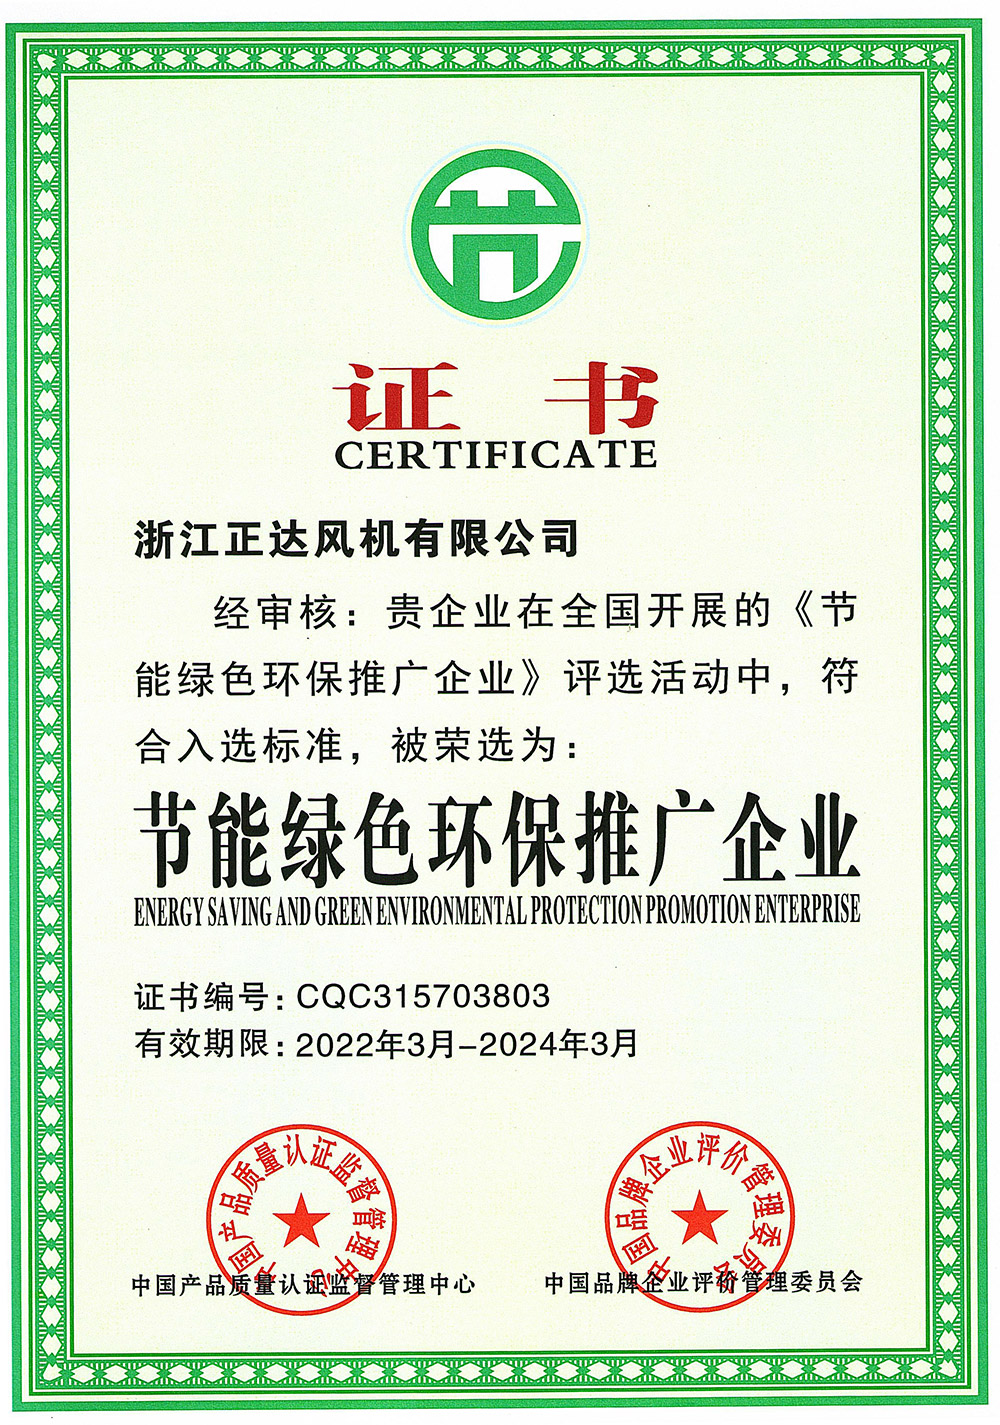 节
证 书
CERTIFICATE
浙江正达风机有限公司
经审核：贵企业在全国开展的《节
能绿色环保推广企业》评选活动中，符
合入选标准，被荣选为：
节能绿色环保推广企业
ENERGY SAVING AND GREEN ENVIRONMENTAL PROTECTION PROMOTION ENTERPRISE
证书编号：CQC315703803
有效期限：2022年3月–2024年3月
中国产品质量认证监督管理中心
中国品牌企业评价管理委员会
中国产品质量认证监督管理中心
中国品牌企业评价管理委员会